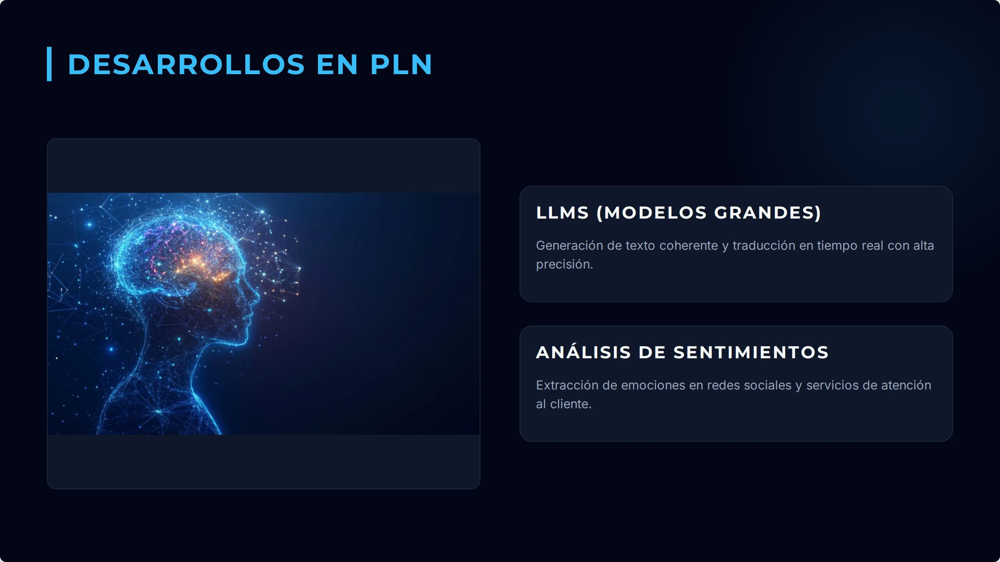 DESARROLLOS EN PLN
LLMS (MODELOS GRANDES)
Generación de texto coherente y traducción en tiempo real con alta
precisión.
ANÁLISIS DE SENTIMIENTOS
Extracción de emociones en redes sociales y servicios de atención
al cliente.